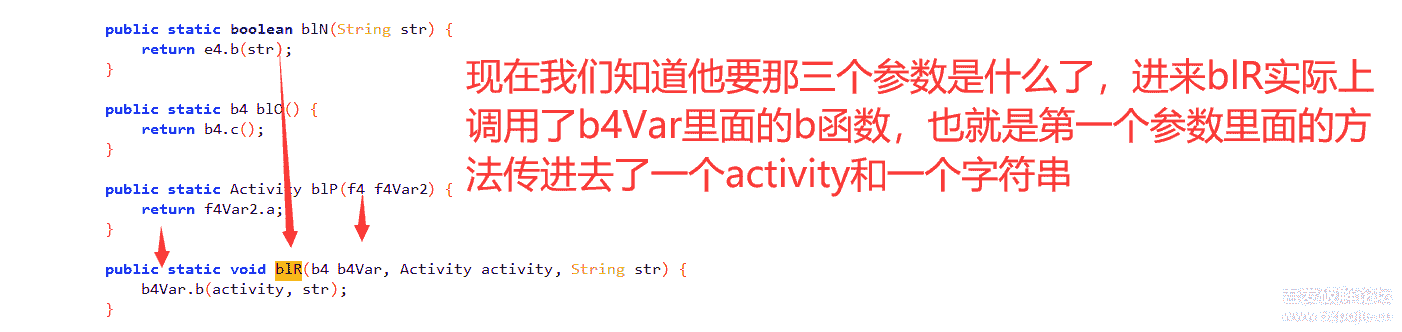 public static boolean blN(String str) {
return e4.b(str);
}
public static b4 blO() {
return b4.c();
}
public static Activity blP(f4 f4Var2) {
return f4Var2.a;
}
public static void blR(b4 b4Var, Activity activity, String str) {
b4Var.b(activity, str);
}
现在我们知道他要那三个参数是什么了，进来blR实际上
调用了b4Var里面的b函数，也就是第一个参数里面的方
法传进去了一个activity和一个字符串